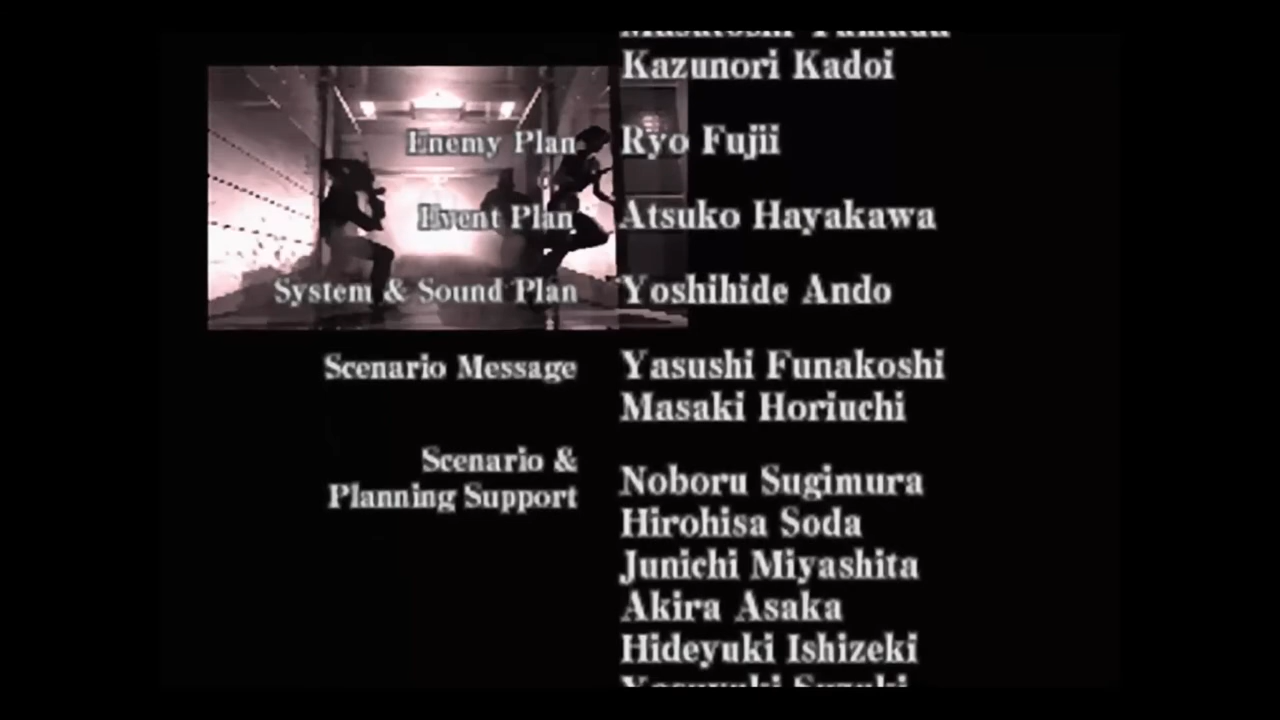 Kazunori Kadoi
Enemy Plan Ryo Fujii
Event Plan Atsuko Hayakawa
System & Sound Plan Yoshihide Ando
Scenario Message Yasushi Funakoshi
Masaki Horiuchi
Scenario &
Planning Support Noboru Sugimura
Hirohisa Soda
Junichi Miyashita
Akira Asaka
Hideyuki Ishizeki